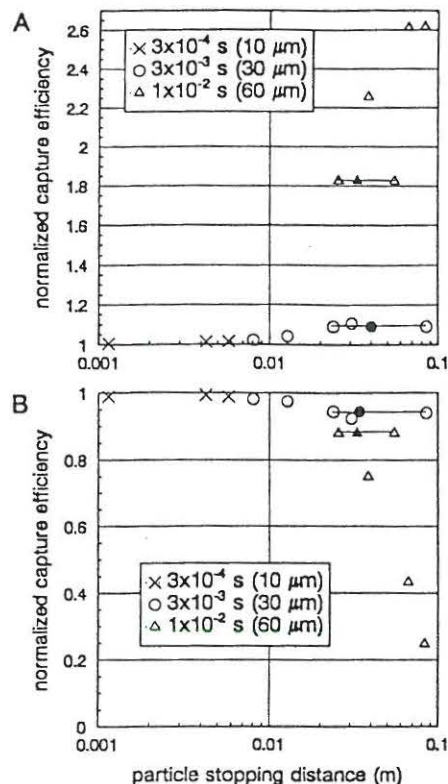 A
2.6
2.4
2.2
2
1.8
1.6
1.4
1.2
1.1
1
normalized capture efficiency
× 3x10⁻⁴ s (10 μm)
○ 3x10⁻³ s (30 μm)
△ 1x10⁻² s (60 μm)
0.001
0.01
0.1
B
1
0.8
0.6
0.4
0.2
0
normalized capture efficiency
× 3x10⁻⁴ s (10 μm)
○ 3x10⁻³ s (30 μm)
△ 1x10⁻² s (60 μm)
0.001
0.01
0.1
particle stopping distance (m)